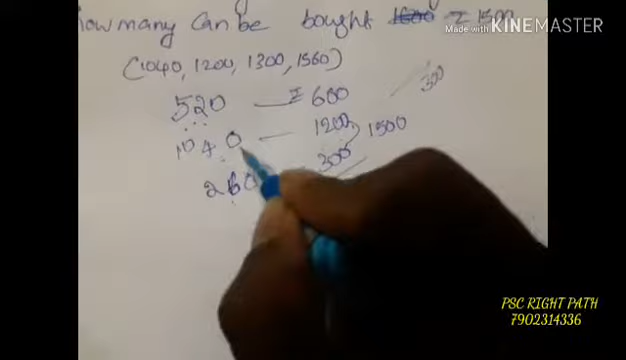 How many can be bought ₹ 1500
Made with KINEMASTER
(1040, 1200, 1300, 1560)
520 — ₹ 600 300
1040 — 1200 1500
260 300
PSC RIGHT PATH
7902314336